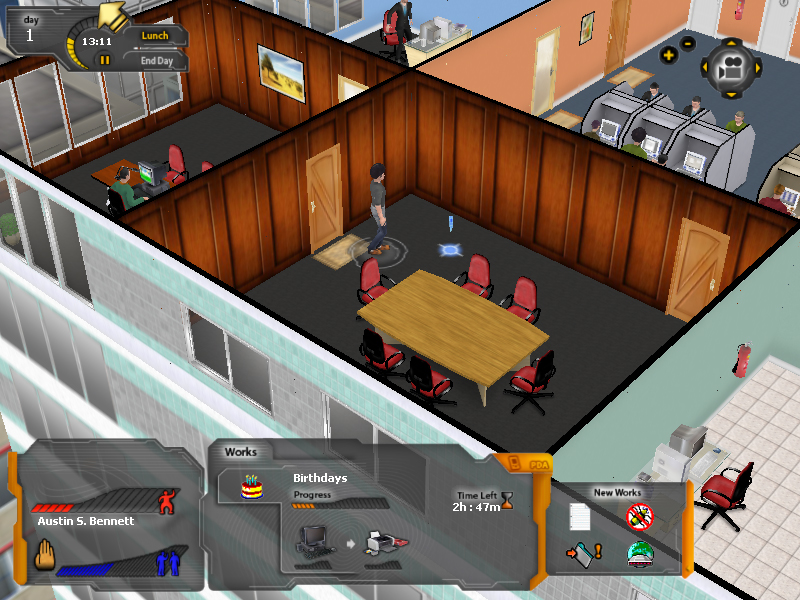 day
1
13:11
Lunch
End Day
Works
PDA
Birthdays
Progress
Time Left
2h : 47m
New Works
Austin S. Bennett